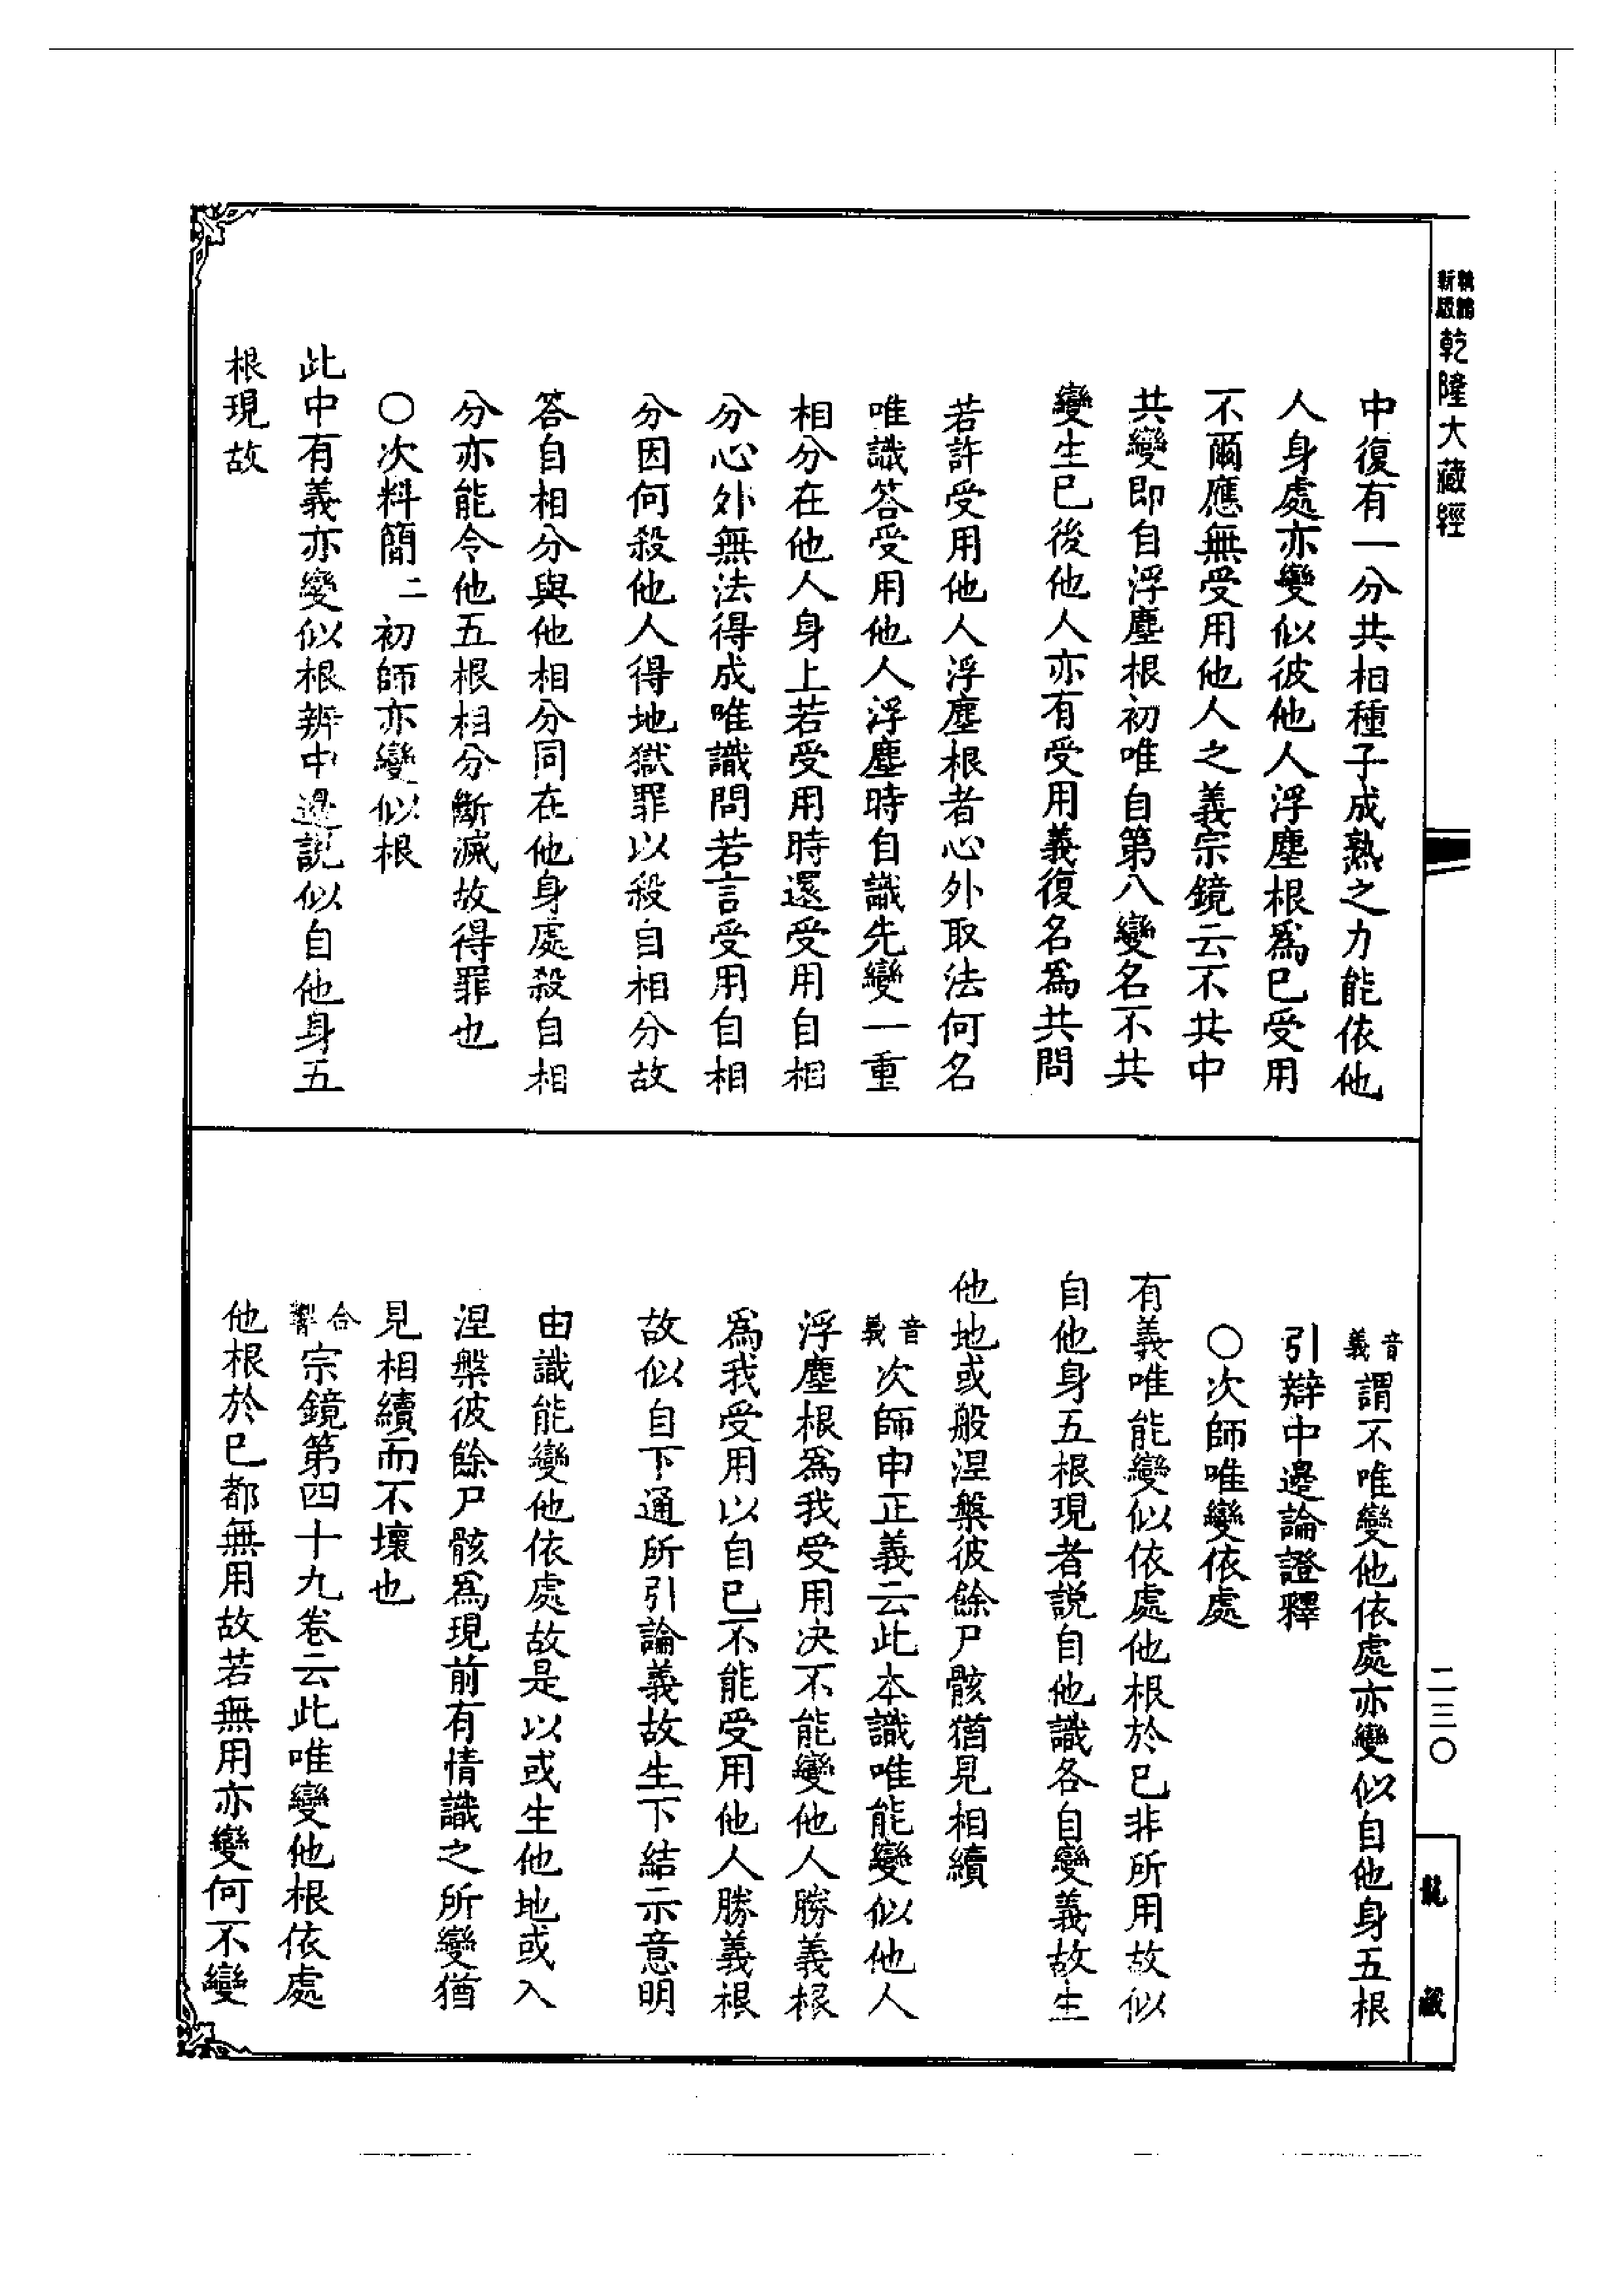 新版精縮
乾隆大藏經
中復有一分共相種子成熟之力能依他
人身處亦變似彼他人浮塵根爲已受用
不爾應無受用他人之義宗鏡云不共中
共變即自浮塵根初唯自第八變名不共
變生已後他人亦有受用義復名爲共問
若許受用他人浮塵根者心外取法何名
唯識答受用他人浮塵時自識先變一重
相分在他人身上若受用時還受用自相
分心外無法得成唯識問若言受用自相
分因何殺他人得地獄罪以殺自相分故
答自相分與他相分同在他身處殺自相
分亦能令他五根相分斷滅故得罪也
○次料簡二初師亦變似根
此中有義亦變似根辨中邊説似自他身五
根現故
音義謂不唯變他依處亦變似自他身五根
引辯中邊論證釋
○次師唯變依處
有義唯能變似依處他根於已非所用故似
自他身五根現者説自他識各自變義故生
他地或般涅槃彼餘尸骸猶見相續
音義次師申正義云此本識唯能變似他人
浮塵根爲我受用决不能變他人勝義根
爲我受用以自已不能受用他人勝義根
故似自下通所引論義故生下結示意明
由識能變他依處故是以或生他地或入
涅槃彼餘尸骸爲現前有情識之所變猶
見相續而不壞也
合響宗鏡第四十九卷云此唯變他根依處
他根於已都無用故若無用亦變何不變
二三〇
龍藏